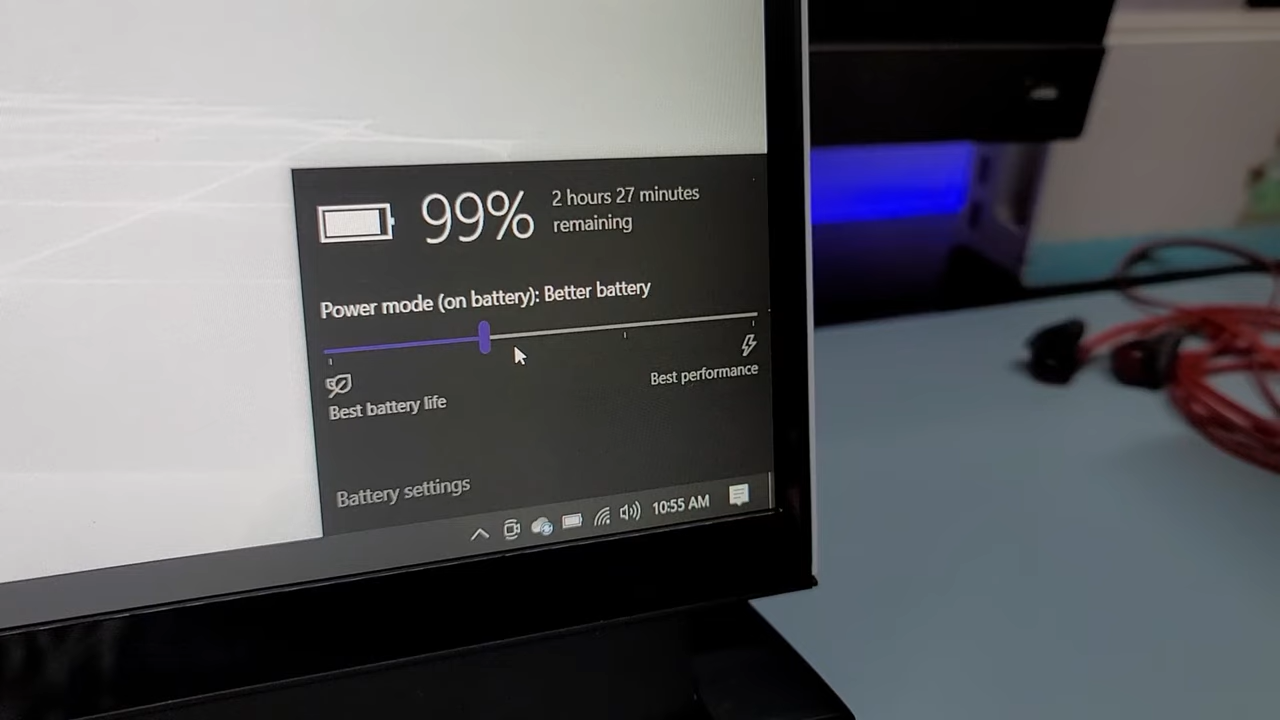 99%
2 hours 27 minutes
remaining
Power mode (on battery): Better battery
Best battery life
Best performance
Battery settings
10:55 AM